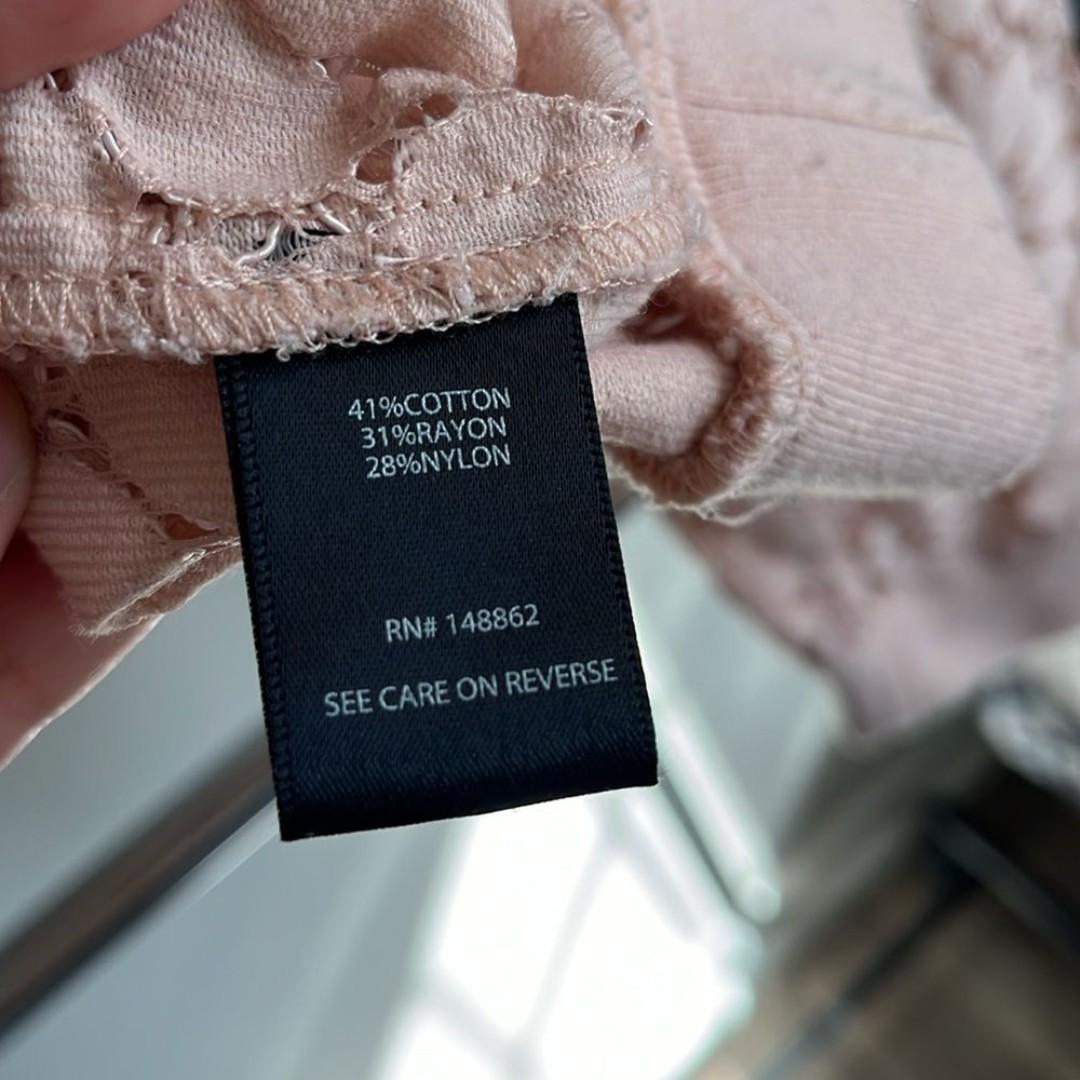 41%COTTON
31%RAYON
28%NYLON
RN# 148862
SEE CARE ON REVERSE